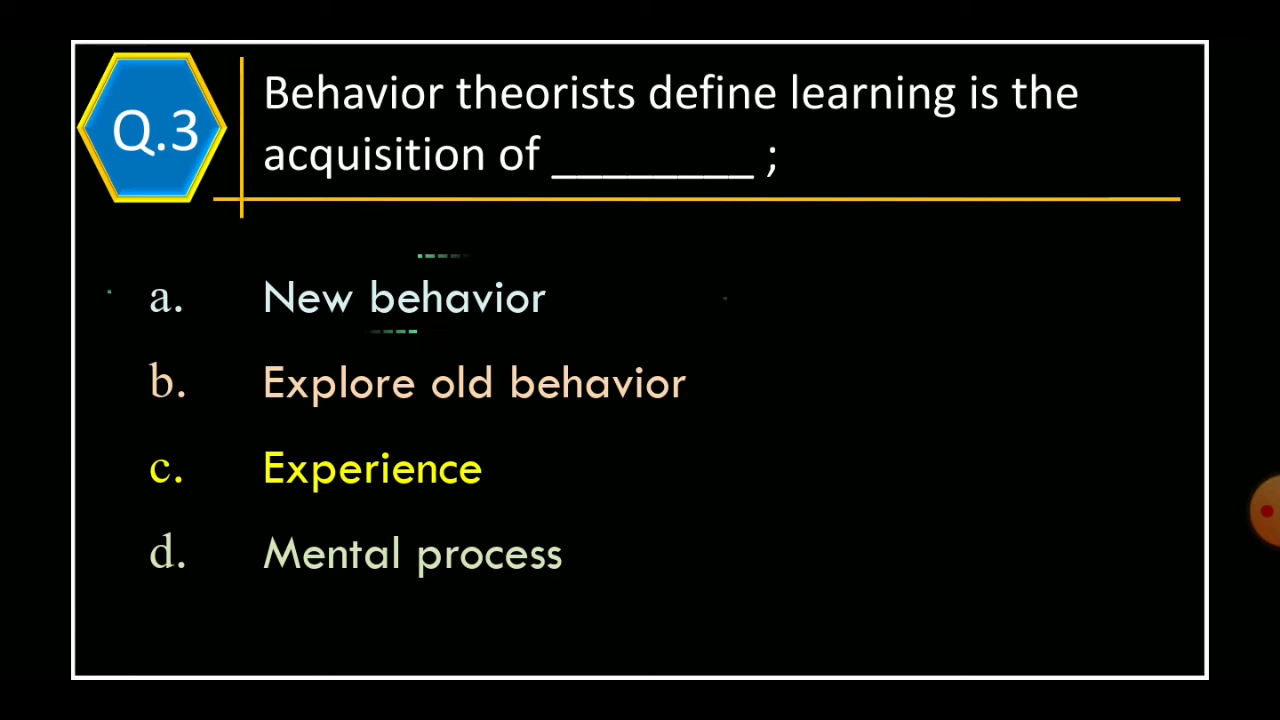 Q.3
Behavior theorists define learning is the
acquisition of ________ ;
a. New behavior
b. Explore old behavior
c. Experience
d. Mental process